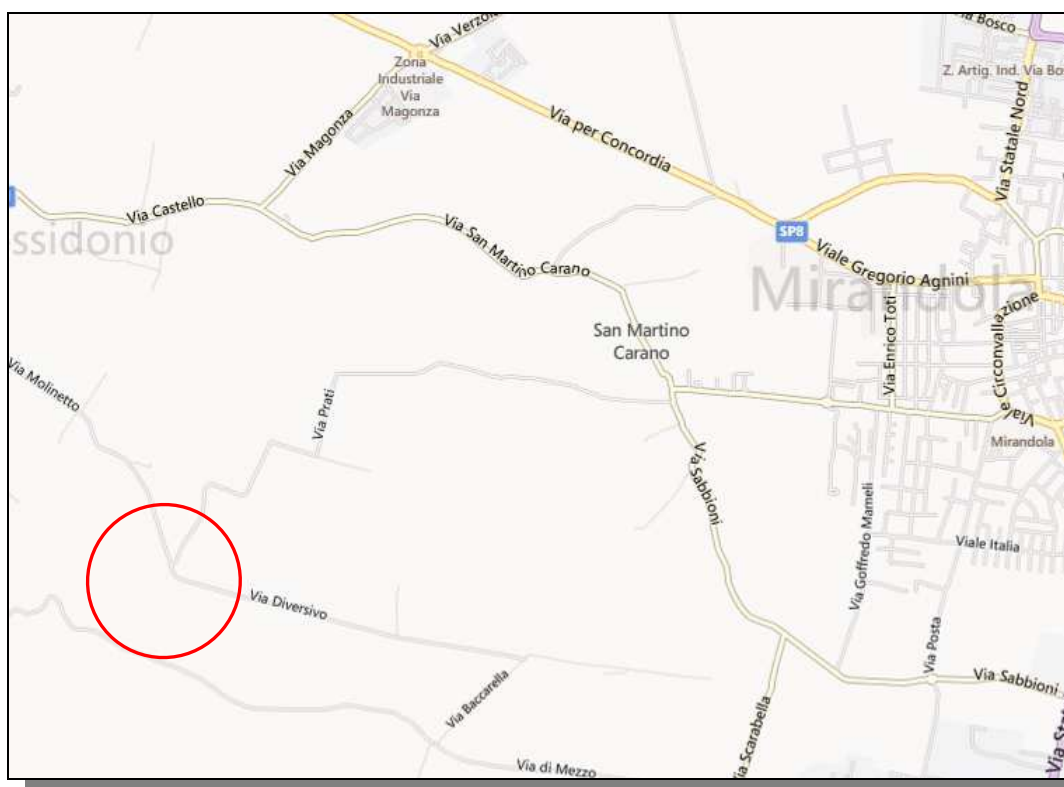 Via Verzola
Bosco
Zona
Industriale
Via
Magonza
Z. Artig. Ind. Via Bo
Via Magonza
Via per Concordia
Via Statale Nord
Via Castello
ssidonio
Via San Martino Carano
SP8
Viale Gregorio Agnini
Mirandola
San Martino
Carano
Via Enrico Toti
Viale Circonvallazione
Via Molinetto
Via Prati
Mirandola
Via Sabbioni
Via Goffredo Mameli
Viale Italia
Via Diversivo
Via Posta
Via Baccarella
Via Scarabella
Via Sabbioni
Via Sta
Via di Mezzo